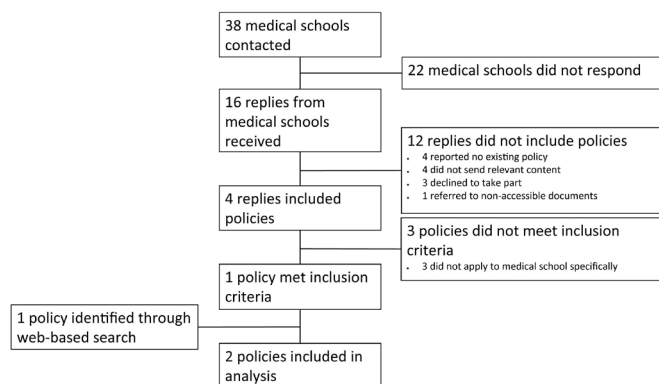 38 medical schools
contacted
22 medical schools did not respond
16 replies from
medical schools
received
12 replies did not include policies
• 4 reported no existing policy
• 4 did not send relevant content
• 3 declined to take part
• 1 referred to non-accessible documents
4 replies included
policies
3 policies did not meet inclusion
criteria
• 3 did not apply to medical school specifically
1 policy met inclusion
criteria
1 policy identified through
web-based search
2 policies included in
analysis